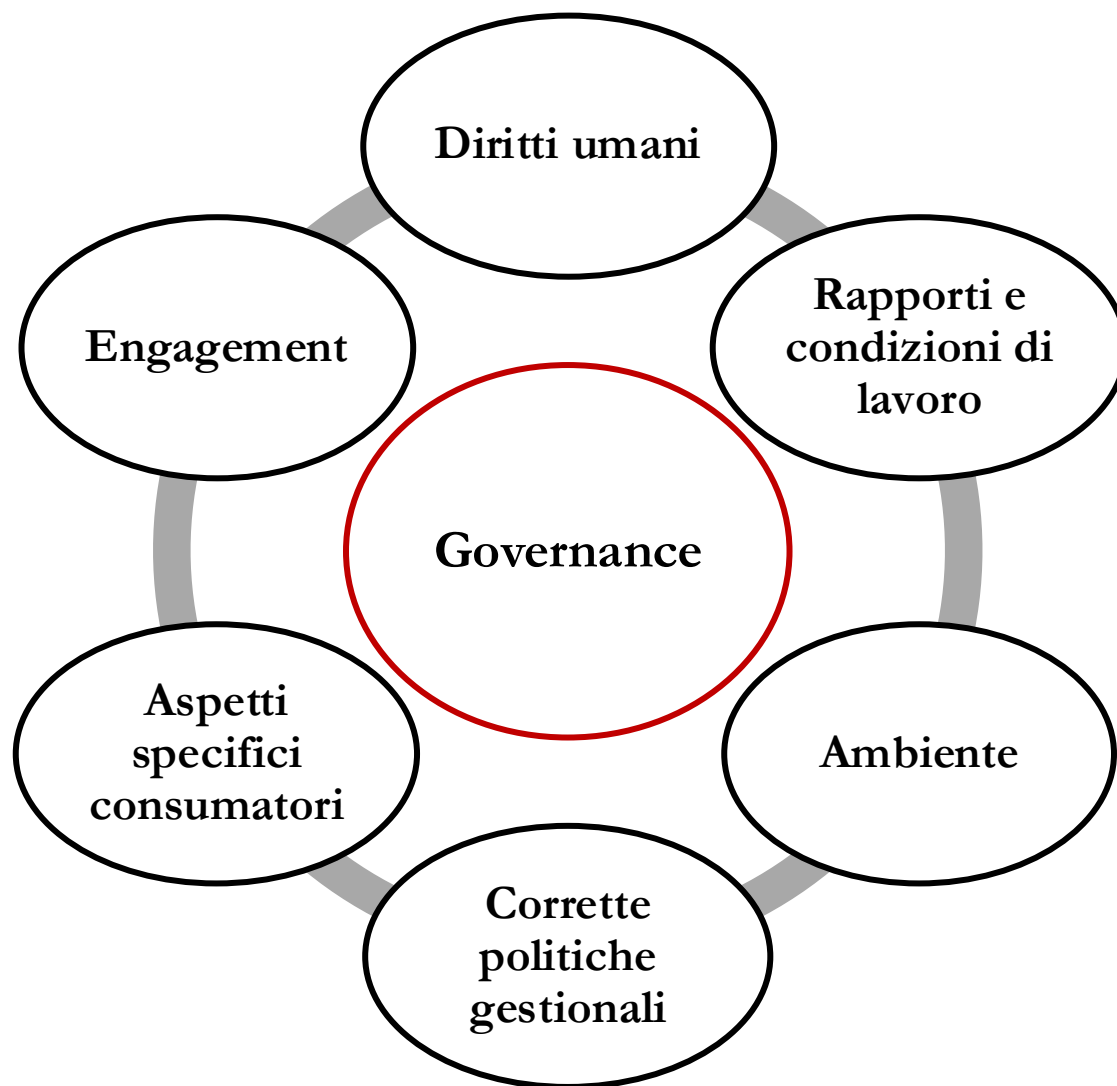 Diritti umani
Rapporti e
condizioni di
lavoro
Engagement
Governance
Aspetti
specifici
consumatori
Ambiente
Corrette
politiche
gestionali